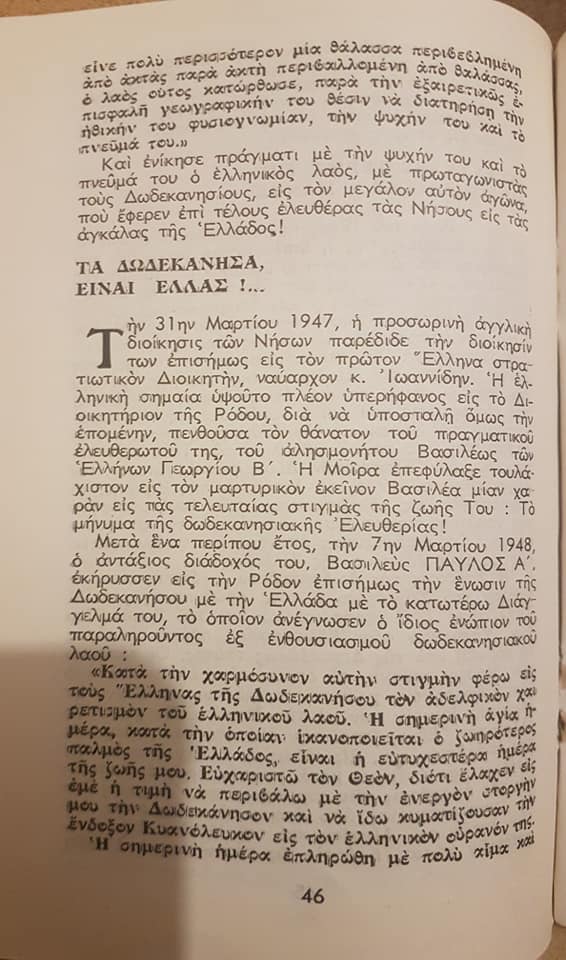 εἶνε πολὺ περισσότερον μία θάλασσα περιβεβλημένη
ἀπὸ ἀκτὰς παρὰ ἀκτὴ περιβαλλομένη ἀπὸ θαλάσσας,
ὁ λαὸς οὗτος κατώρθωσε, παρὰ τὴν ἐξαιρετικῶς ἐ-
πισφαλῆ γεωγραφικήν του θέσιν νὰ διατηρήσῃ τὴν
ἠθικήν του φυσιογνωμίαν, τὴν ψυχήν του καὶ τὸ
πνεῦμά του.»
Καὶ ἐνίκησε πράγματι μὲ τὴν ψυχήν του καὶ τὸ
πνεῦμά του ὁ ἑλληνικὸς λαός, μὲ πρωταγωνιστὰς
τοὺς Δωδεκανησίους, εἰς τὸν μεγάλον αὐτὸν ἀγῶνα,
ποὺ ἔφερεν ἐπὶ τέλους ἐλευθέρας τὰς Νήσους εἰς τὰς
ἀγκάλας τῆς Ἑλλάδος!
ΤΑ ΔΩΔΕΚΑΝΗΣΑ,
ΕΙΝΑΙ ΕΛΛΑΣ !...
Τὴν 31ην Μαρτίου 1947, ἡ προσωρινὴ ἀγγλικὴ
διοίκησις τῶν Νήσων παρέδιδε τὴν διοίκησίν
των ἐπισήμως εἰς τὸν πρῶτον Ἕλληνα στρα-
τιωτικὸν Διοικητήν, ναύαρχον κ. Ἰωαννίδην. Ἡ ἑλ-
ληνικὴ σημαία ὑψοῦτο πλέον ὑπερήφανος εἰς τὸ Δι-
οικητήριον τῆς Ρόδου, διὰ νὰ ὑποσταλῇ ὅμως τὴν
ἑπομένην, πενθοῦσα τὸν θάνατον τοῦ πραγματικοῦ
ἐλευθερωτοῦ της, τοῦ ἀλησμονήτου Βασιλέως τῶν
Ἑλλήνων Γεωργίου Β΄. Ἡ Μοῖρα ἐπεφύλαξε τουλά-
χιστον εἰς τὸν μαρτυρικὸν ἐκεῖνον Βασιλέα μίαν χα-
ρὰν εἰς τὰς τελευταίας στιγμὰς τῆς ζωῆς Του : Τὸ
μήνυμα τῆς δωδεκανησιακῆς Ἐλευθερίας!
Μετὰ ἕνα περίπου ἔτος, τὴν 7ην Μαρτίου 1948,
ὁ ἀντάξιος διάδοχός του, Βασιλεὺς ΠΑΥΛΟΣ Α΄,
ἐκήρυσσεν εἰς τὴν Ρόδον ἐπισήμως τὴν ἕνωσιν τῆς
Δωδεκανήσου μὲ τὴν Ἑλλάδα μὲ τὸ κατωτέρω Διάγ-
γελμά του, τὸ ὁποῖον ἀνέγνωσεν ὁ ἴδιος ἐνώπιον τοῦ
παραληροῦντος ἐξ ἐνθουσιασμοῦ δωδεκανησιακοῦ
λαοῦ :
«Κατὰ τὴν χαρμόσυνον αὐτὴν στιγμὴν φέρω εἰς
τοὺς Ἕλληνας τῆς Δωδεκανήσου τὸν ἀδελφικὸν χαι-
ρετισμὸν τοῦ ἑλληνικοῦ λαοῦ. Ἡ σημερινὴ ἁγία ἡ-
μέρα, κατὰ τὴν ὁποίαν ἱκανοποιεῖται ὁ ζωηρότερος
παλμὸς τῆς Ἑλλάδος, εἶναι ἡ εὐτυχεστέρα ἡμέρα
τῆς ζωῆς μου. Εὐχαριστῶ τὸν Θεόν, διότι ἔλαχεν εἰς
ἐμὲ ἡ τιμὴ νὰ περιβάλω μὲ τὴν ἐνεργὸν στοργήν
μου τὴν Δωδεκάνησον καὶ νὰ ἴδω κυματίζουσαν τὴν
ἔνδοξον Κυανόλευκον εἰς τὸν ἑλληνικὸν οὐρανόν της.
Ἡ σημερινὴ ἡμέρα ἐπληρώθη μὲ πολὺ αἷμα καὶ
46